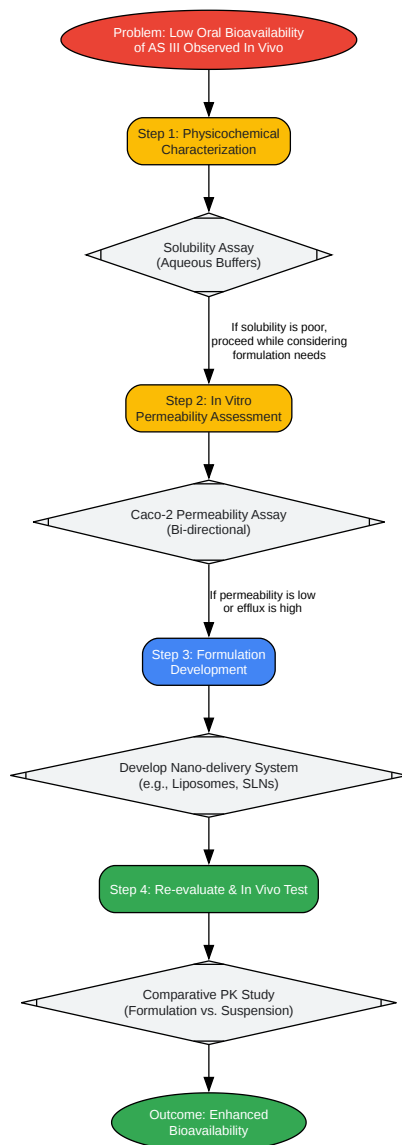 Problem: Low Oral Bioavailability
of AS III Observed In Vivo
Step 1: Physicochemical
Characterization
Solubility Assay
(Aqueous Buffers)
If solubility is poor,
proceed while considering
formulation needs
Step 2: In Vitro
Permeability Assessment
Caco-2 Permeability Assay
(Bi-directional)
If permeability is low
or efflux is high
Step 3: Formulation
Development
Develop Nano-delivery System
(e.g., Liposomes, SLNs)
Step 4: Re-evaluate & In Vivo Test
Comparative PK Study
(Formulation vs. Suspension)
Outcome: Enhanced
Bioavailability